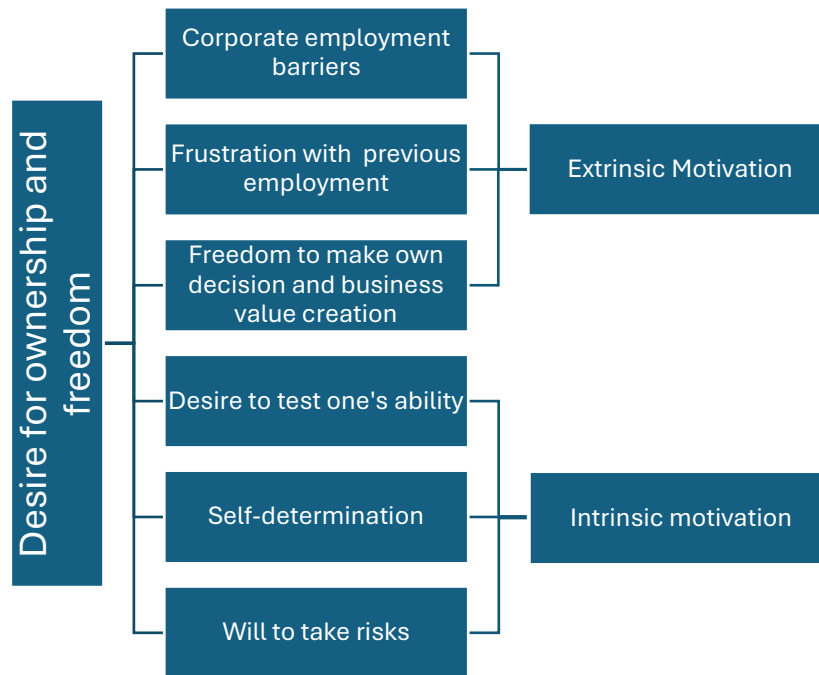 Desire for ownership and
freedom
Corporate employment
barriers
Frustration with  previous
employment
Freedom to make own
decision and business
value creation
Desire to test one's ability
Self-determination
Will to take risks
Extrinsic Motivation
Intrinsic motivation